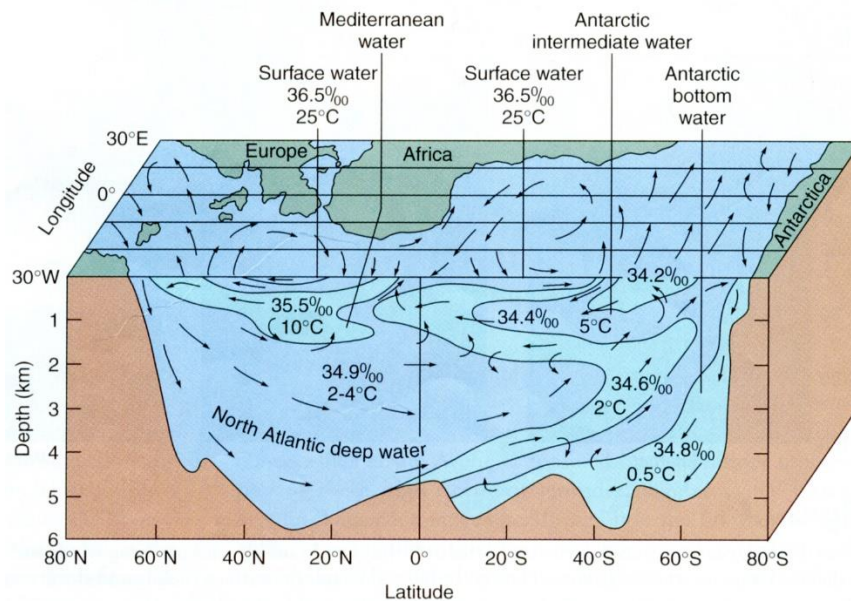 Mediterranean
water
Antarctic
intermediate water
Surface water
36.5‰
25°C
Surface water
36.5‰
25°C
Antarctic
bottom
water
30°E
Europe
Africa
Longitude
0°
Antarctica
30°W
34.2‰
35.5‰
10°C
34.4‰
5°C
1
2
3
4
5
6
Depth (km)
34.9‰
2-4°C
34.6‰
2°C
North Atlantic deep water
34.8‰
0.5°C
80°N
60°N
40°N
20°N
0°
20°S
40°S
60°S
80°S
Latitude